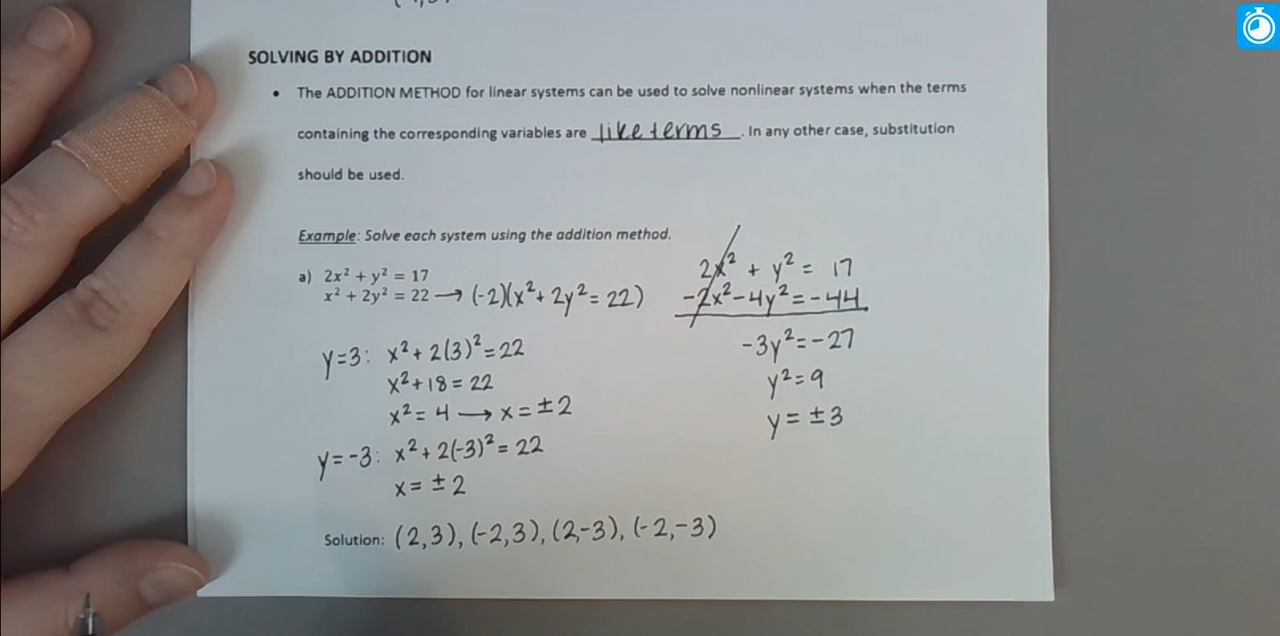 SOLVING BY ADDITION
• The ADDITION METHOD for linear systems can be used to solve nonlinear systems when the terms
containing the corresponding variables are like terms. In any other case, substitution
should be used.
Example: Solve each system using the addition method.
a) 2x² + y² = 17
x² + 2y² = 22 → (-2)(x² + 2y² = 22)
2x² + y² = 17
-2x² - 4y² = -44
-3y² = -27
y² = 9
y = ±3
y=3: x² + 2(3)² = 22
x² + 18 = 22
x² = 4 → x = ±2
y=-3: x² + 2(-3)² = 22
x = ±2
Solution: (2,3), (-2,3), (2,-3), (-2,-3)